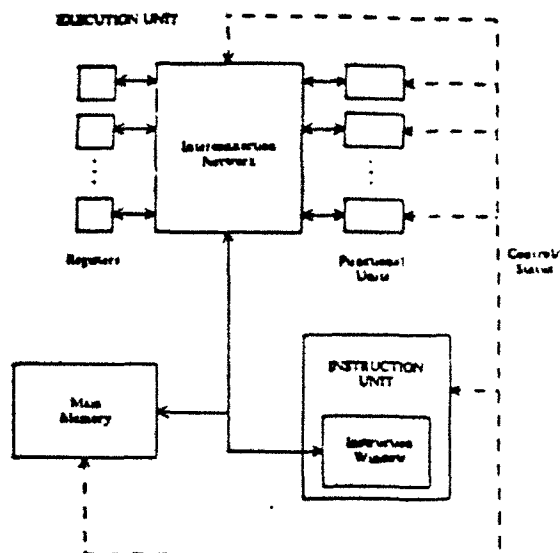 EXECUTION UNIT
Interconnection
Network
Registers
Functional
Units
Control/
Status
Main
Memory
INSTRUCTION
UNIT
Instruction
Window